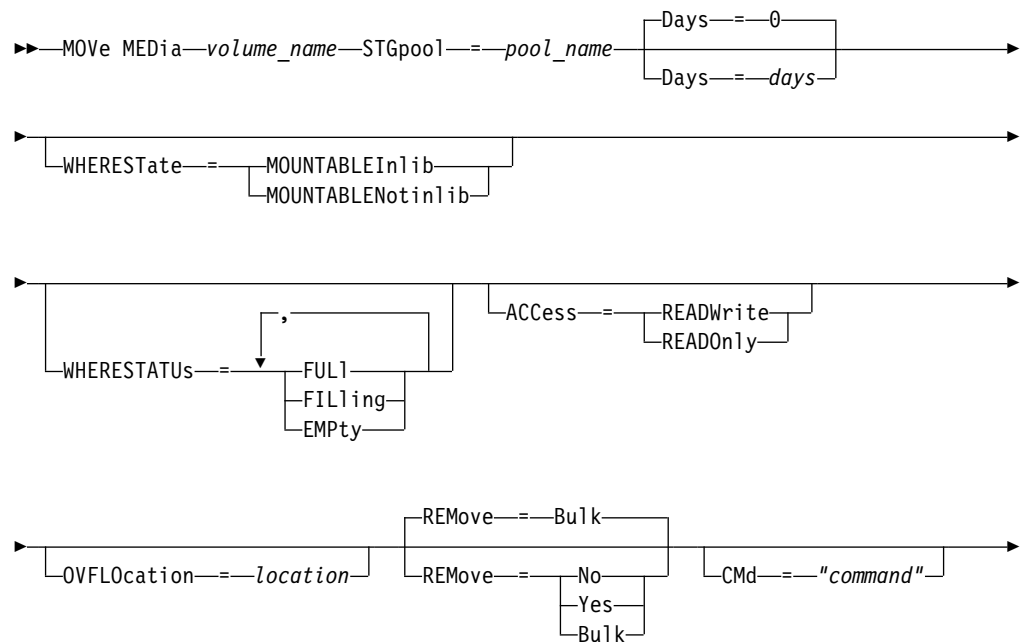 Days = 0
MOVe MEDia volume_name STGpool = pool_name
Days = days
WHERESTate = MOUNTABLEInlib
MOUNTABLENotinlib
,
WHERESTATUs = FULl
FILling
EMPty
ACCess = READWrite
READOnly
REMove = Bulk
OVFLOcation = location
REMove = No
Yes
Bulk
CMd = "command"